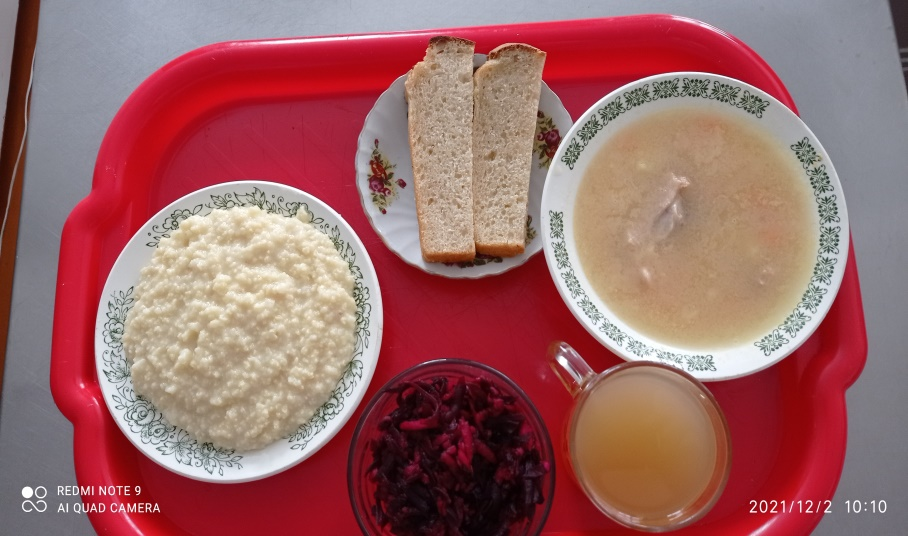 REDMI NOTE 9
AI QUAD CAMERA
2021/12/2 10:10